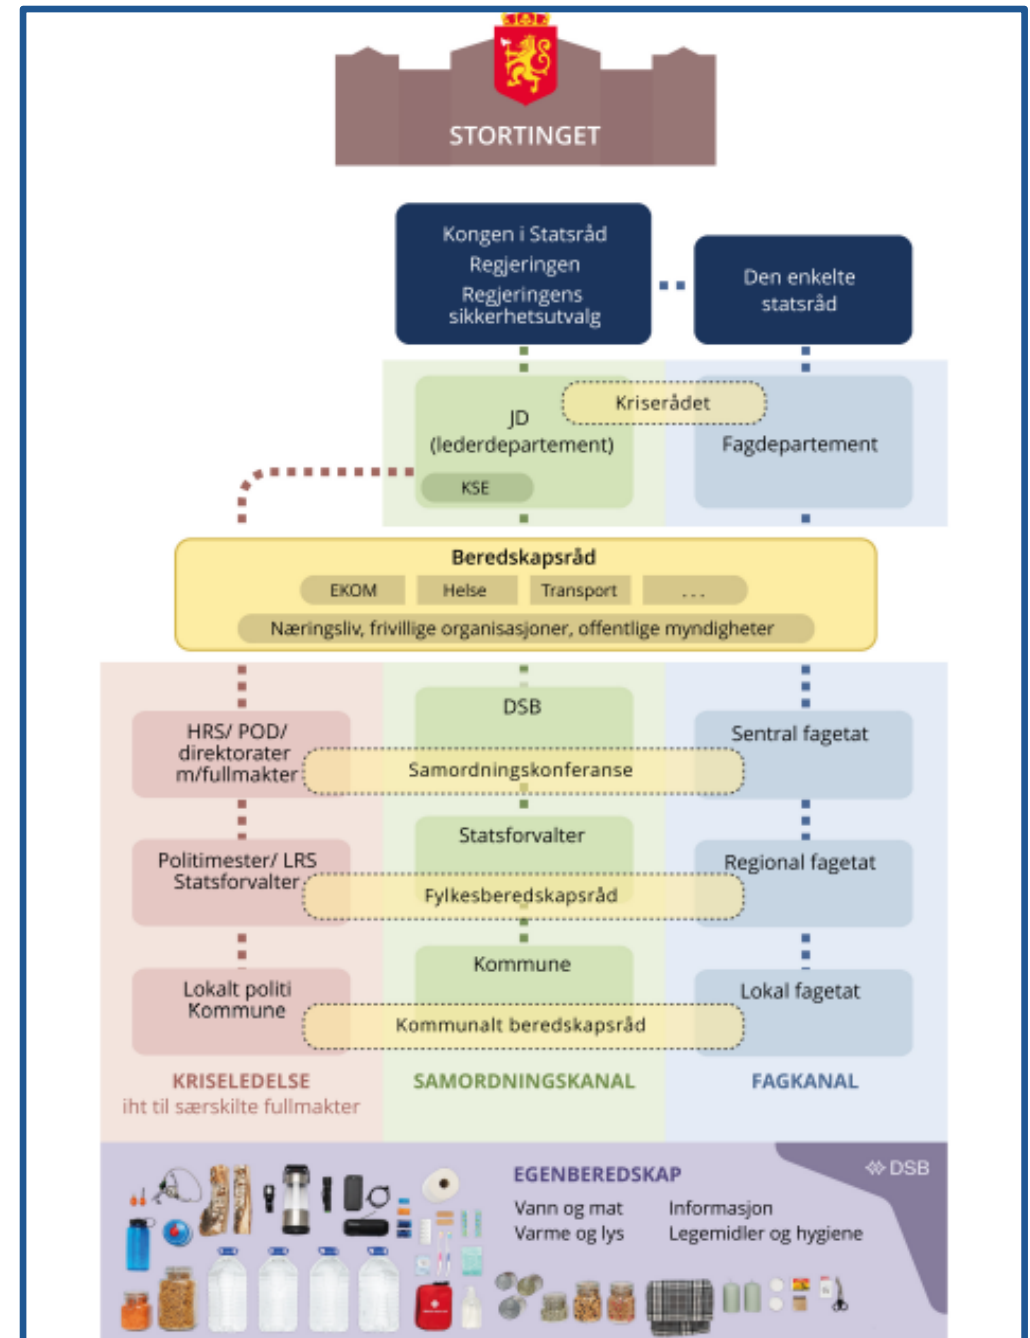 STORTINGET
Kongen i Statsråd
Regjeringen
Regjeringens
sikkerhetsutvalg
Den enkelte
statsråd
Kriserådet
JD
(lederdepartement)
KSE
Fagdepartement
Beredskapsråd
EKOM
Helse
Transport
...
Næringsliv, frivillige organisasjoner, offentlige myndigheter
HRS/ POD/
direktorater
m/fullmakter
DSB
Sentral fagetat
Samordningskonferanse
Politimester/ LRS
Statsforvalter
Statsforvalter
Regional fagetat
Fylkesberedskapsråd
Lokalt politi
Kommune
Kommune
Lokal fagetat
Kommunalt beredskapsråd
KRISELEDELSE
iht til særskilte fullmakter
SAMORDNINGSKANAL
FAGKANAL
EGENBEREDSKAP
Vann og mat
Varme og lys
Informasjon
Legemidler og hygiene
DSB